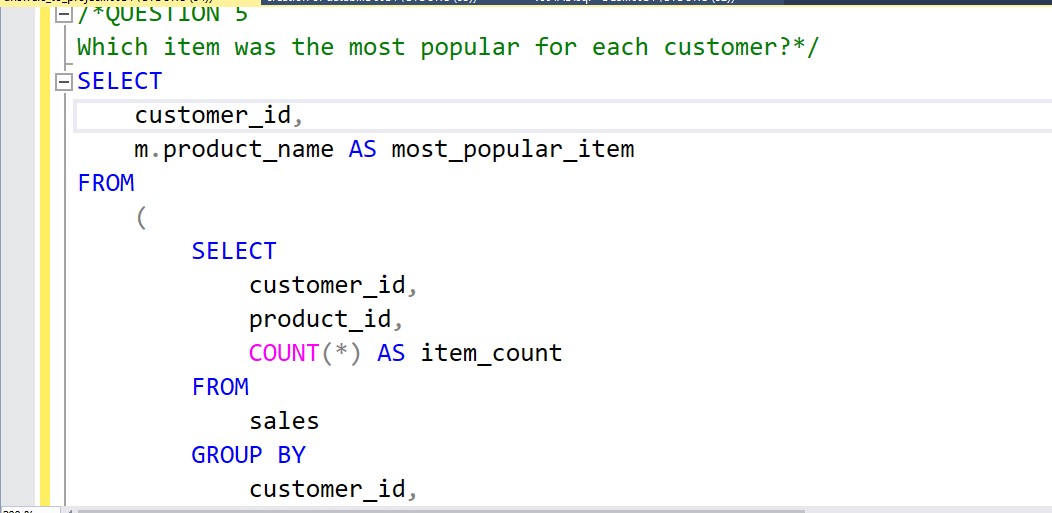 /*QUESTION 5
Which item was the most popular for each customer?*/
SELECT
customer_id,
m.product_name AS most_popular_item
FROM
(
SELECT
customer_id,
product_id,
COUNT(*) AS item_count
FROM
sales
GROUP BY
customer_id,